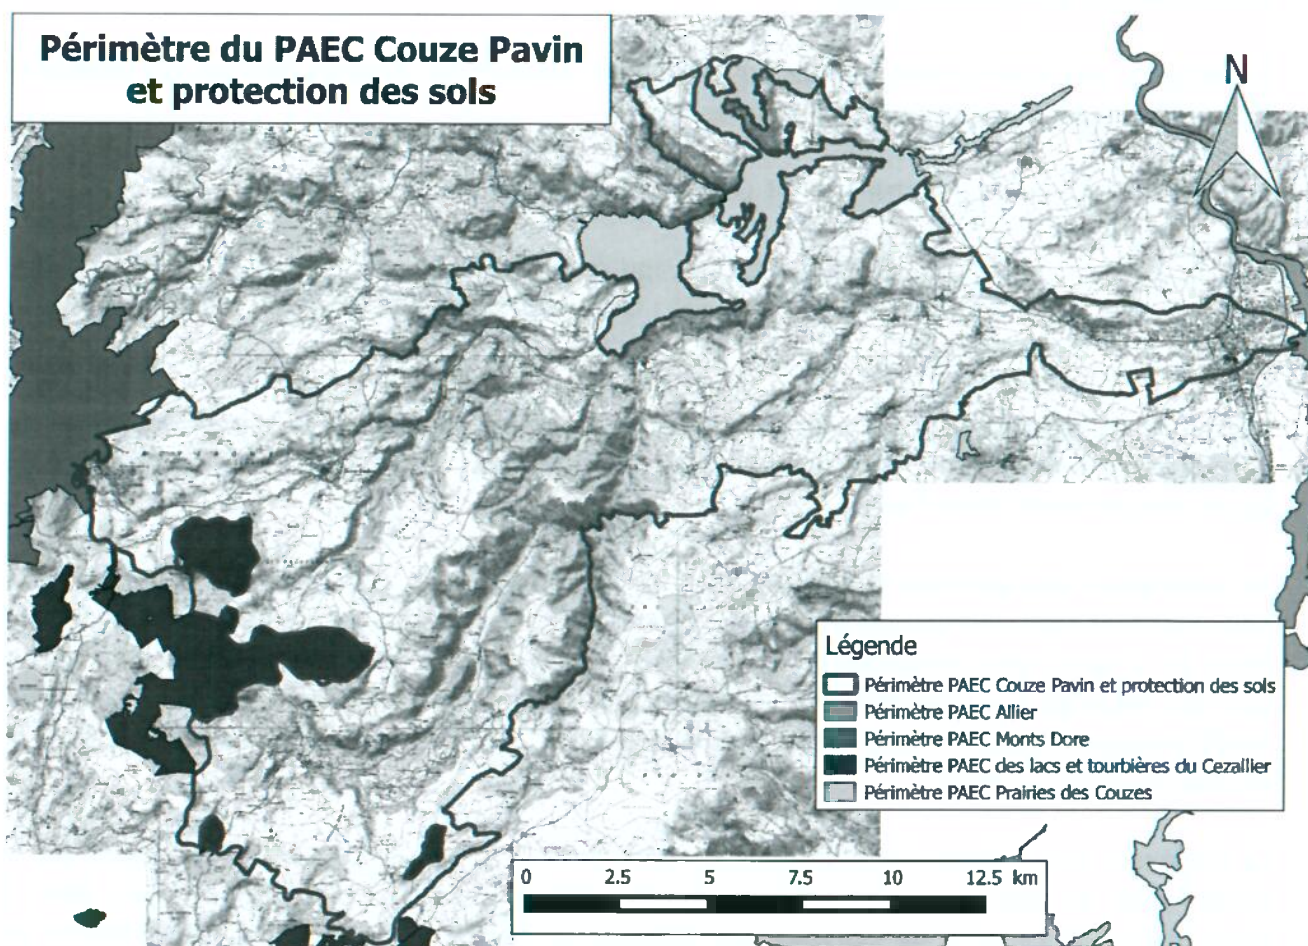 Périmètre du PAEC Couze Pavin
et protection des sols
N
Légende
Périmètre PAEC Couze Pavin et protection des sols
Périmètre PAEC Allier
Périmètre PAEC Monts Dore
Périmètre PAEC des lacs et tourbières du Cezallier
Périmètre PAEC Prairies des Couzes
0 2.5 5 7.5 10 12.5 km